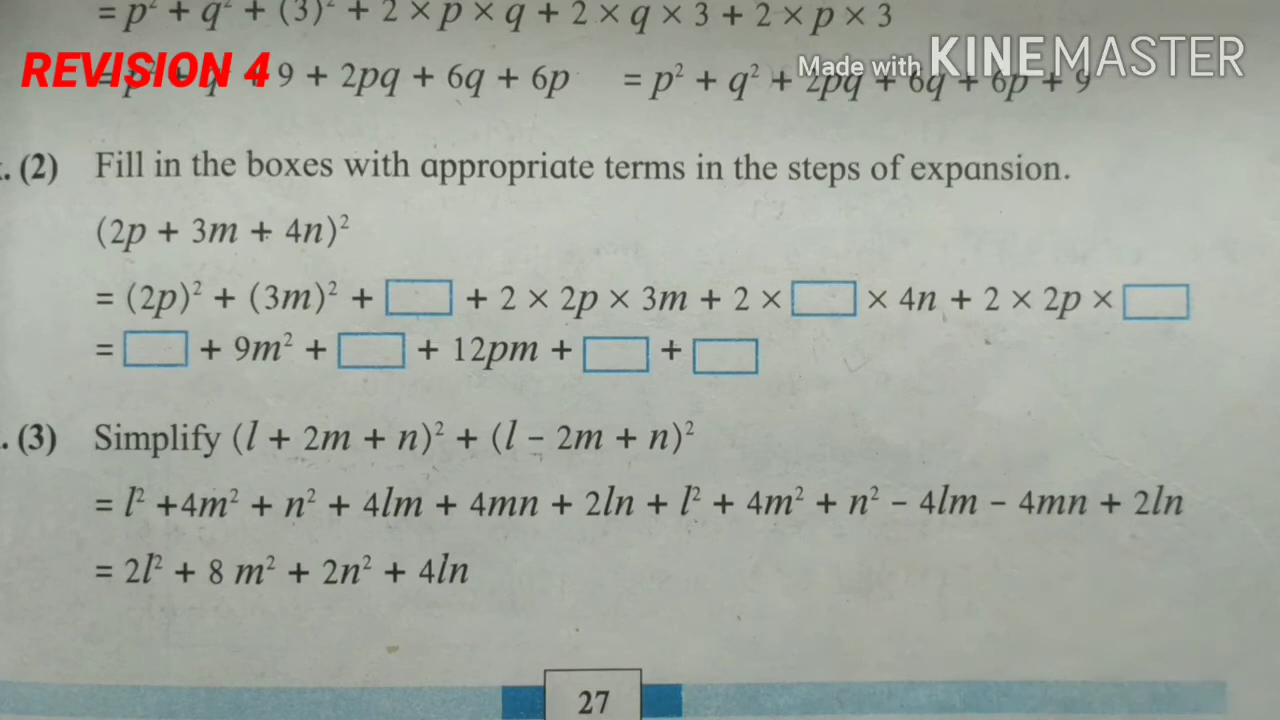 = p² + q² + (3)² + 2 × p × q + 2 × q × 3 + 2 × p × 3
REVISION 4
Made with KINEMASTER
= p² + q² + 9 + 2pq + 6q + 6p = p² + q² + 2pq + 6q + 6p + 9
. (2) Fill in the boxes with appropriate terms in the steps of expansion.
(2p + 3m + 4n)²
= (2p)² + (3m)² + □ + 2 × 2p × 3m + 2 × □ × 4n + 2 × 2p × □
= □ + 9m² + □ + 12pm + □ + □
. (3) Simplify (l + 2m + n)² + (l − 2m + n)²
= l² +4m² + n² + 4lm + 4mn + 2ln + l² + 4m² + n² − 4lm − 4mn + 2ln
= 2l² + 8 m² + 2n² + 4ln
27